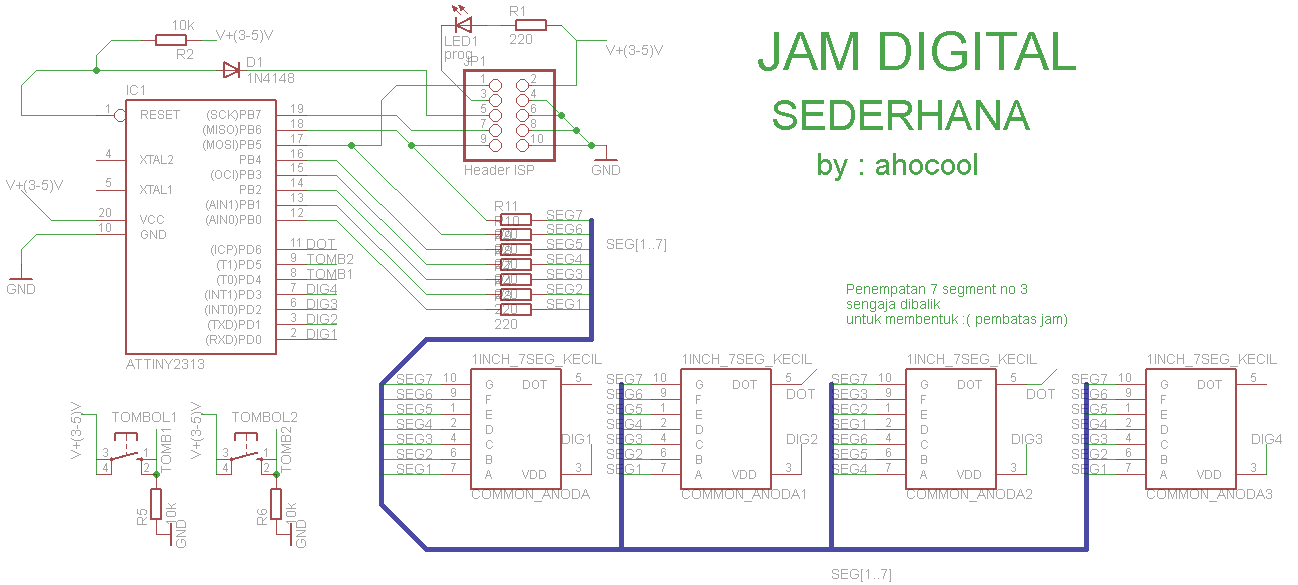 JAM DIGITAL
SEDERHANA
by : ahocool
10k
R2
V+(3-5)V
D1
1N4148
LED1
prog
R1
220
V+(3-5)V
JP1
1 2
3 4
5 6
7 8
9 10
Header ISP
GND
IC1
1 RESET
4 XTAL2
5 XTAL1
V+(3-5)V
20 VCC
10 GND
GND
(SCK)PB7 19
(MISO)PB6 18
(MOSI)PB5 17
PB4 16
(OCI)PB3 15
PB2 14
(AIN1)PB1 13
(AIN0)PB0 12
(ICP)PD6 11 DOT
(T1)PD5 9 TOMB2
(T0)PD4 8 TOMB1
(INT1)PD3 7 DIG4
(INT0)PD2 6 DIG3
(TXD)PD1 3 DIG2
(RXD)PD0 2 DIG1
ATTINY2313
R11
SEG7
SEG6
SEG5
SEG4
SEG3
SEG2
SEG1
220
SEG[1..7]
Penempatan 7 segment no 3
sengaja dibalik
untuk membentuk :( pembatas jam)
V+(3-5)V
TOMBOL1
3 1
4 2
TOMB1
R5
10k
GND
V+(3-5)V
TOMBOL2
3 1
4 2
TOMB2
R6
10k
GND
1INCH_7SEG_KECIL
SEG7 10 G DOT 5
SEG6 9 F
SEG5 1 E
SEG4 2 D
SEG3 4 C DIG1
SEG2 6 B
SEG1 7 A VDD 3
COMMON_ANODA
1INCH_7SEG_KECIL
SEG7 10 G DOT 5
DOT
SEG6 9 F
SEG5 1 E
SEG4 2 D
SEG3 4 C DIG2
SEG2 6 B
SEG1 7 A VDD 3
COMMON_ANODA1
1INCH_7SEG_KECIL
SEG7 10 G DOT 5
DOT
SEG3 9 F
SEG2 1 E
SEG1 2 D
SEG6 4 C DIG3
SEG5 6 B
SEG4 7 A VDD 3
COMMON_ANODA2
1INCH_7SEG_KECIL
SEG7 10 G DOT 5
SEG6 9 F
SEG5 1 E
SEG4 2 D
SEG3 4 C DIG4
SEG2 6 B
SEG1 7 A VDD 3
COMMON_ANODA3
SEG[1..7]